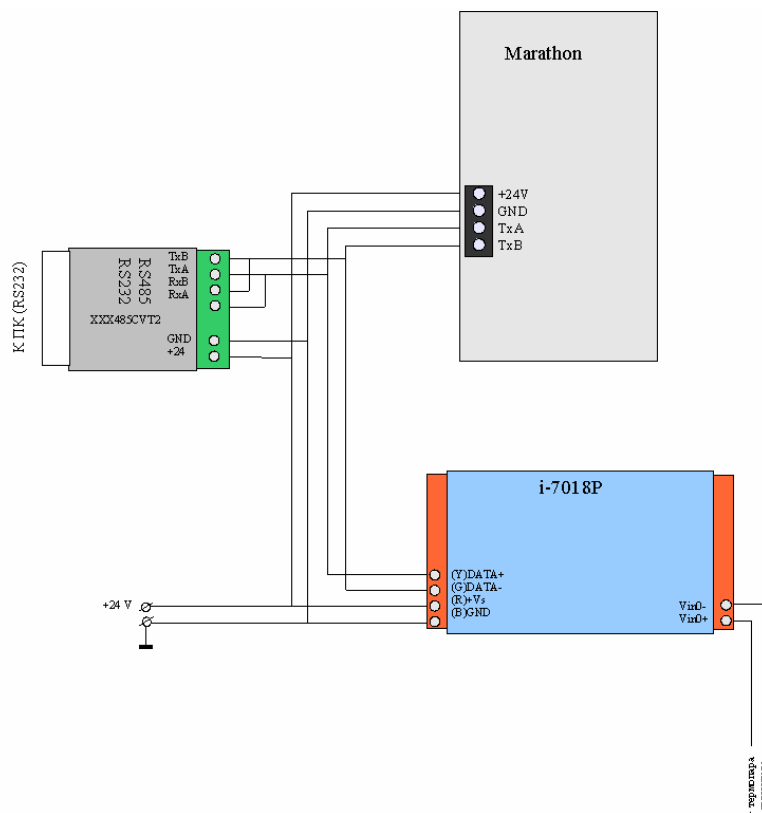 Marathon
+24V
GND
TxA
TxB
КПК (RS232)
RS485
RS232
XXX485CVT2
TxB
TxA
RxB
RxA
GND
+24
i-7018P
(Y)DATA+
(G)DATA-
(R)+Vs
(B)GND
Vin0-
Vin0+
+24 V
термопара